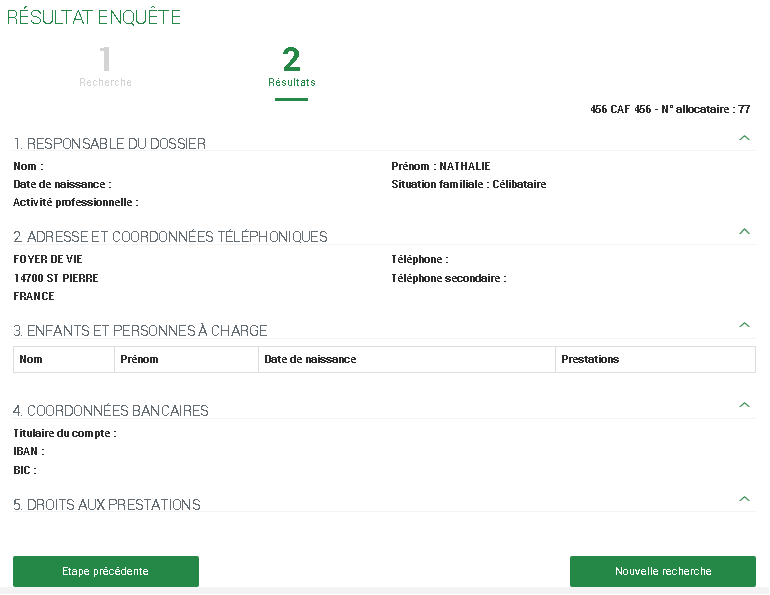 RÉSULTAT ENQUÊTE
1
Recherche
2
Résultats
456 CAF 456 - N° allocataire : 77
1. RESPONSABLE DU DOSSIER
Nom :
Prénom : NATHALIE
Date de naissance :
Situation familiale : Célibataire
Activité professionnelle :
2. ADRESSE ET COORDONNÉES TÉLÉPHONIQUES
FOYER DE VIE
Téléphone :
14700 ST PIERRE
Téléphone secondaire :
FRANCE
3. ENFANTS ET PERSONNES À CHARGE
Nom Prénom Date de naissance Prestations
4. COORDONNÉES BANCAIRES
Titulaire du compte :
IBAN :
BIC :
5. DROITS AUX PRESTATIONS
Etape précédente
Nouvelle recherche